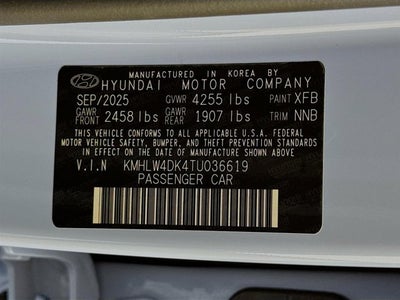 MANUFACTURED IN KOREA BY
HYUNDAI MOTOR COMPANY
SEP/2025 GVWR 4255 lbs PAINT XFB
GAWR FRONT 2458 lbs GAWR REAR 1907 lbs TRIM NNB
THIS VEHICLE CONFORMS TO ALL APPLICABLE U.S.A. FEDERAL
MOTOR VEHICLE SAFETY, BUMPER, AND THEFT PREVENTION
STANDARDS IN EFFECT ON THE DATE OF MANUFACTURE SHOWN ABOVE.
V.I.N KMHLW4DK4TU036619
PASSENGER CAR